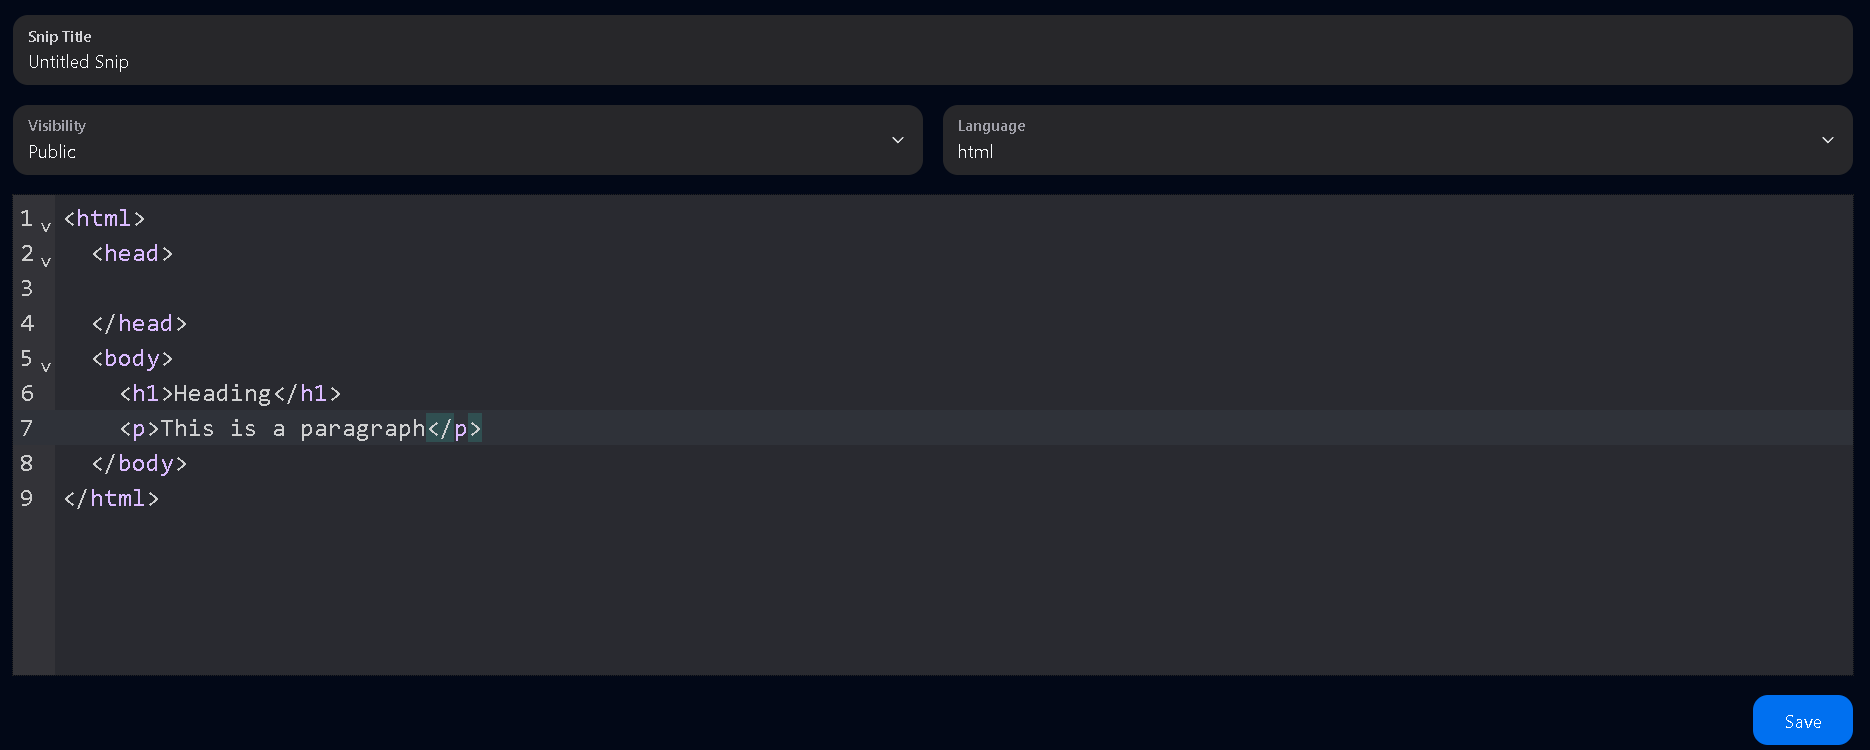 Snip Title
Untitled Snip
Visibility
Public
Language
html
1 <html>
2   <head>
3
4   </head>
5   <body>
6     <h1>Heading</h1>
7     <p>This is a paragraph</p>
8   </body>
9 </html>
Save